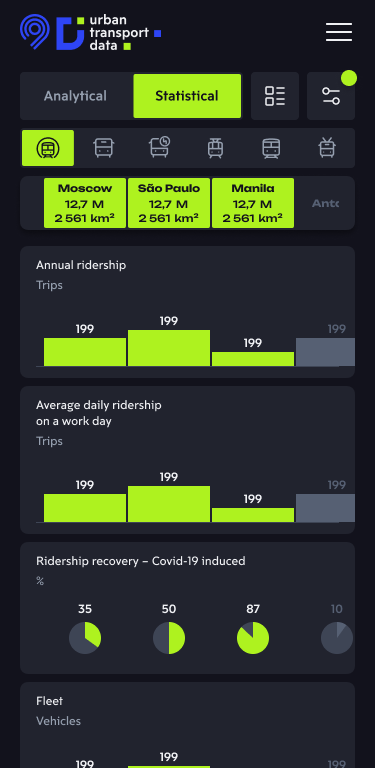 urban
transport
data
Analytical
Statistical
Moscow
12,7 M
2 561 km²
São Paulo
12,7 M
2 561 km²
Manila
12,7 M
2 561 km²
Annual ridership
Trips
199
199
199
199
Average daily ridership
on a work day
Trips
199
199
199
199
Ridership recovery – Covid-19 induced
%
35
50
87
10
Fleet
Vehicles
199
199
199
199